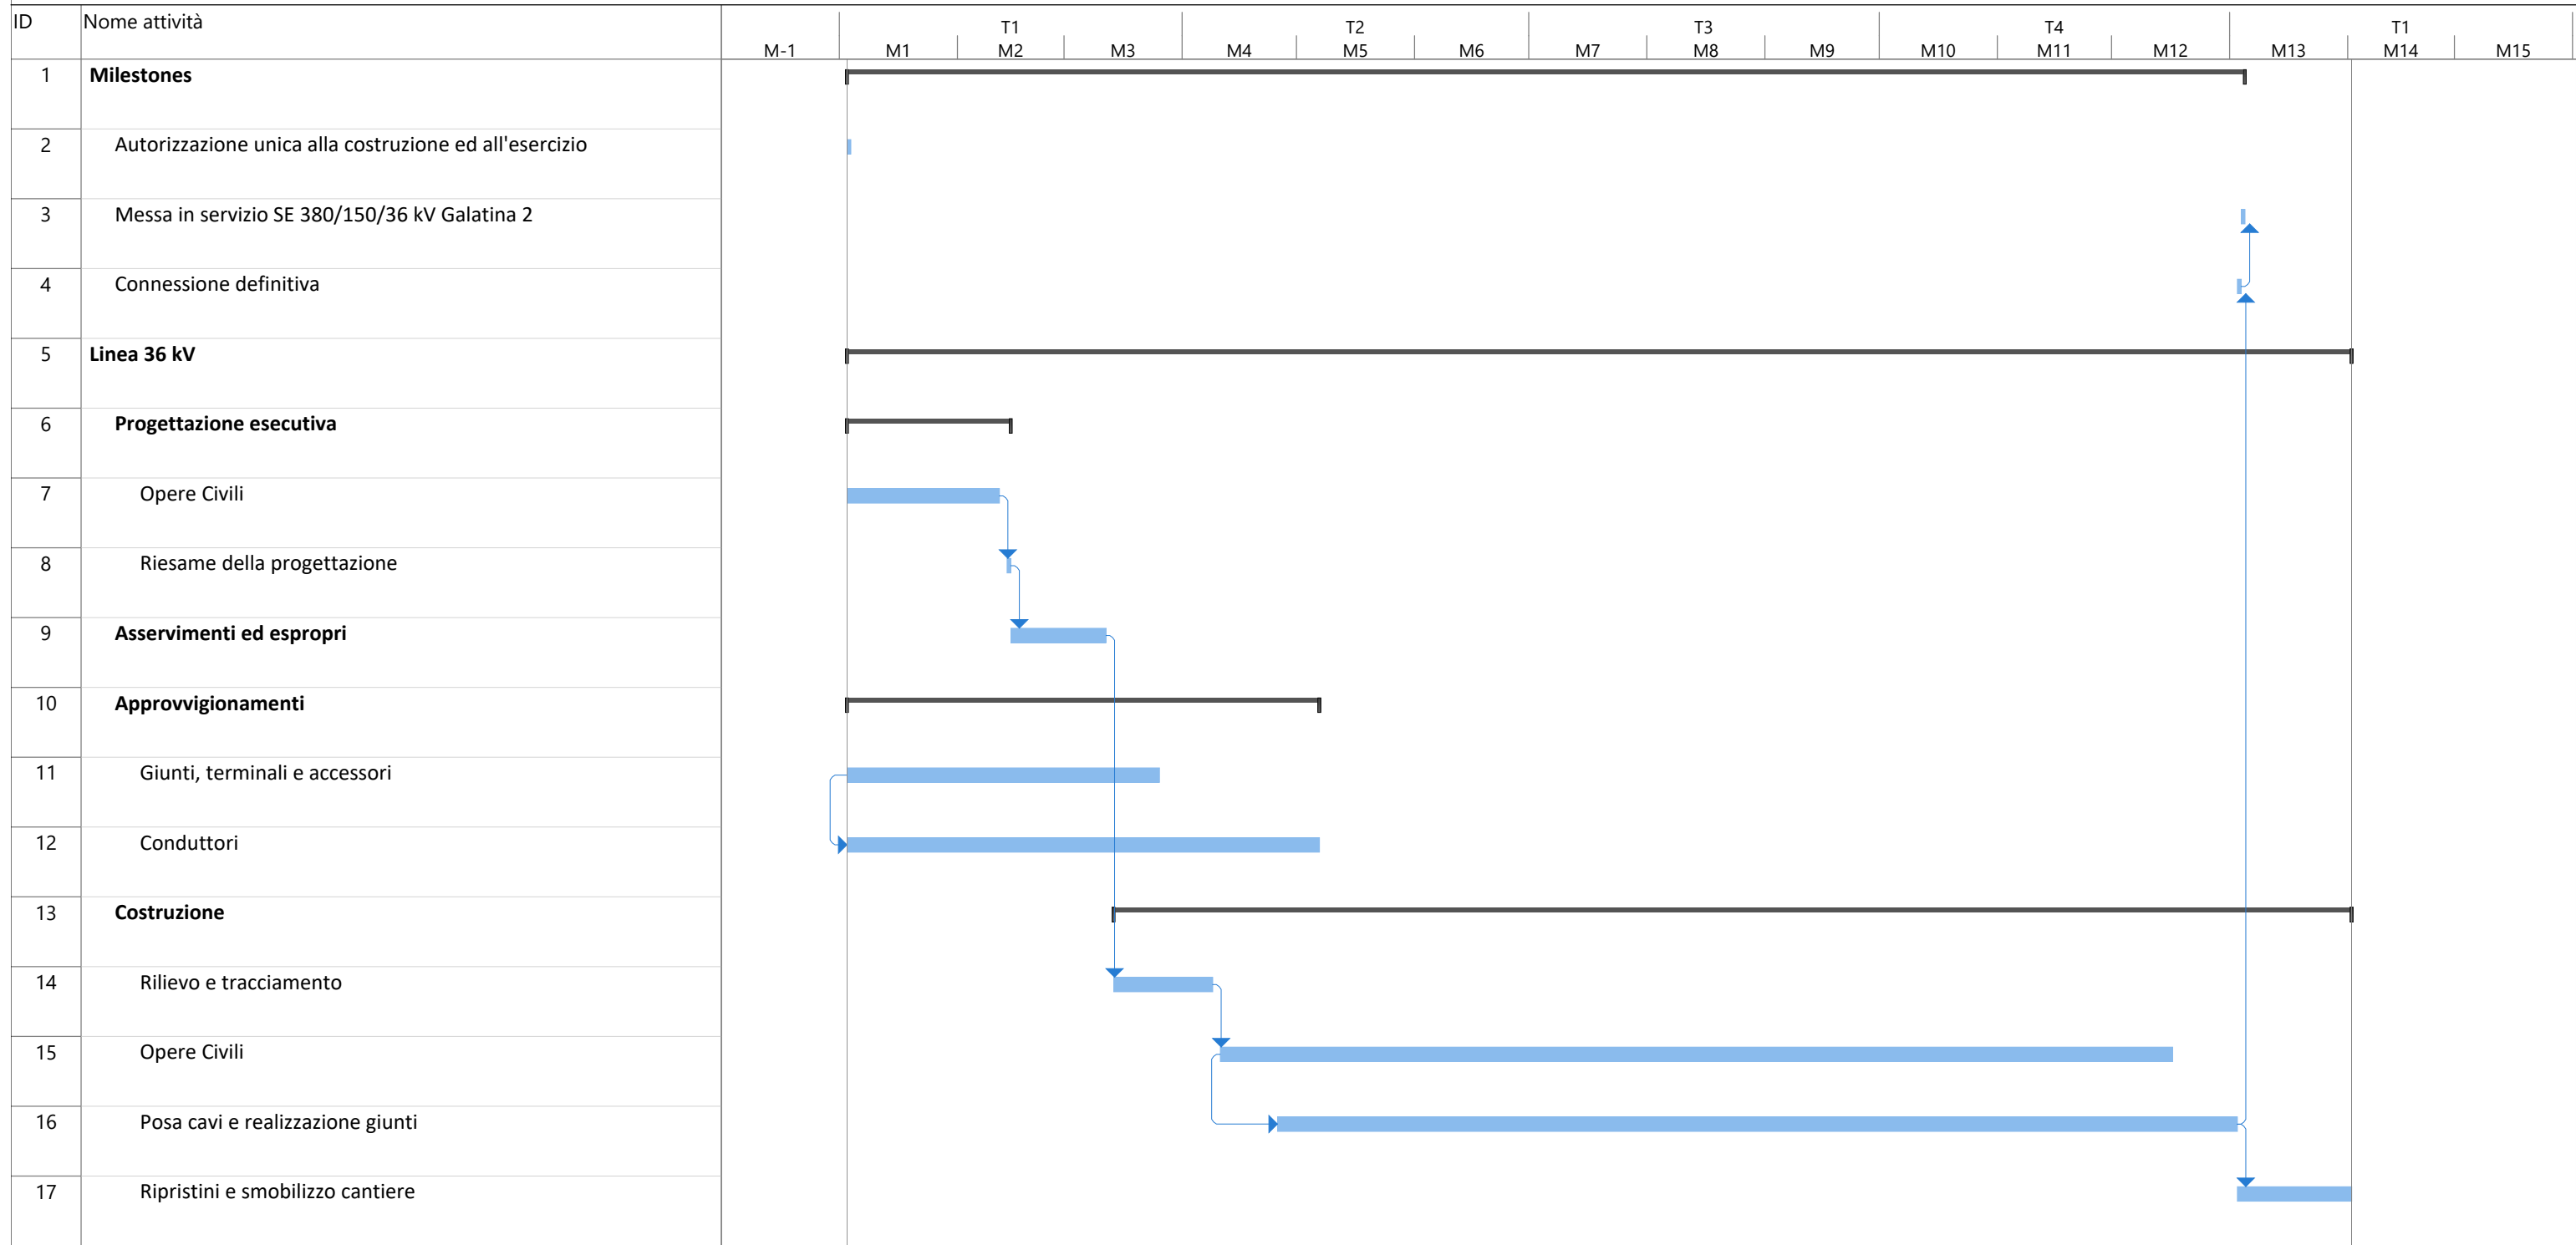 ID Nome attività T1 T2 T3 T4 T1
M-1 M1 M2 M3 M4 M5 M6 M7 M8 M9 M10 M11 M12 M13 M14 M15
1 Milestones
2 Autorizzazione unica alla costruzione ed all'esercizio
3 Messa in servizio SE 380/150/36 kV Galatina 2
4 Connessione definitiva
5 Linea 36 kV
6 Progettazione esecutiva
7 Opere Civili
8 Riesame della progettazione
9 Asservimenti ed espropri
10 Approvvigionamenti
11 Giunti, terminali e accessori
12 Conduttori
13 Costruzione
14 Rilievo e tracciamento
15 Opere Civili
16 Posa cavi e realizzazione giunti
17 Ripristini e smobilizzo cantiere